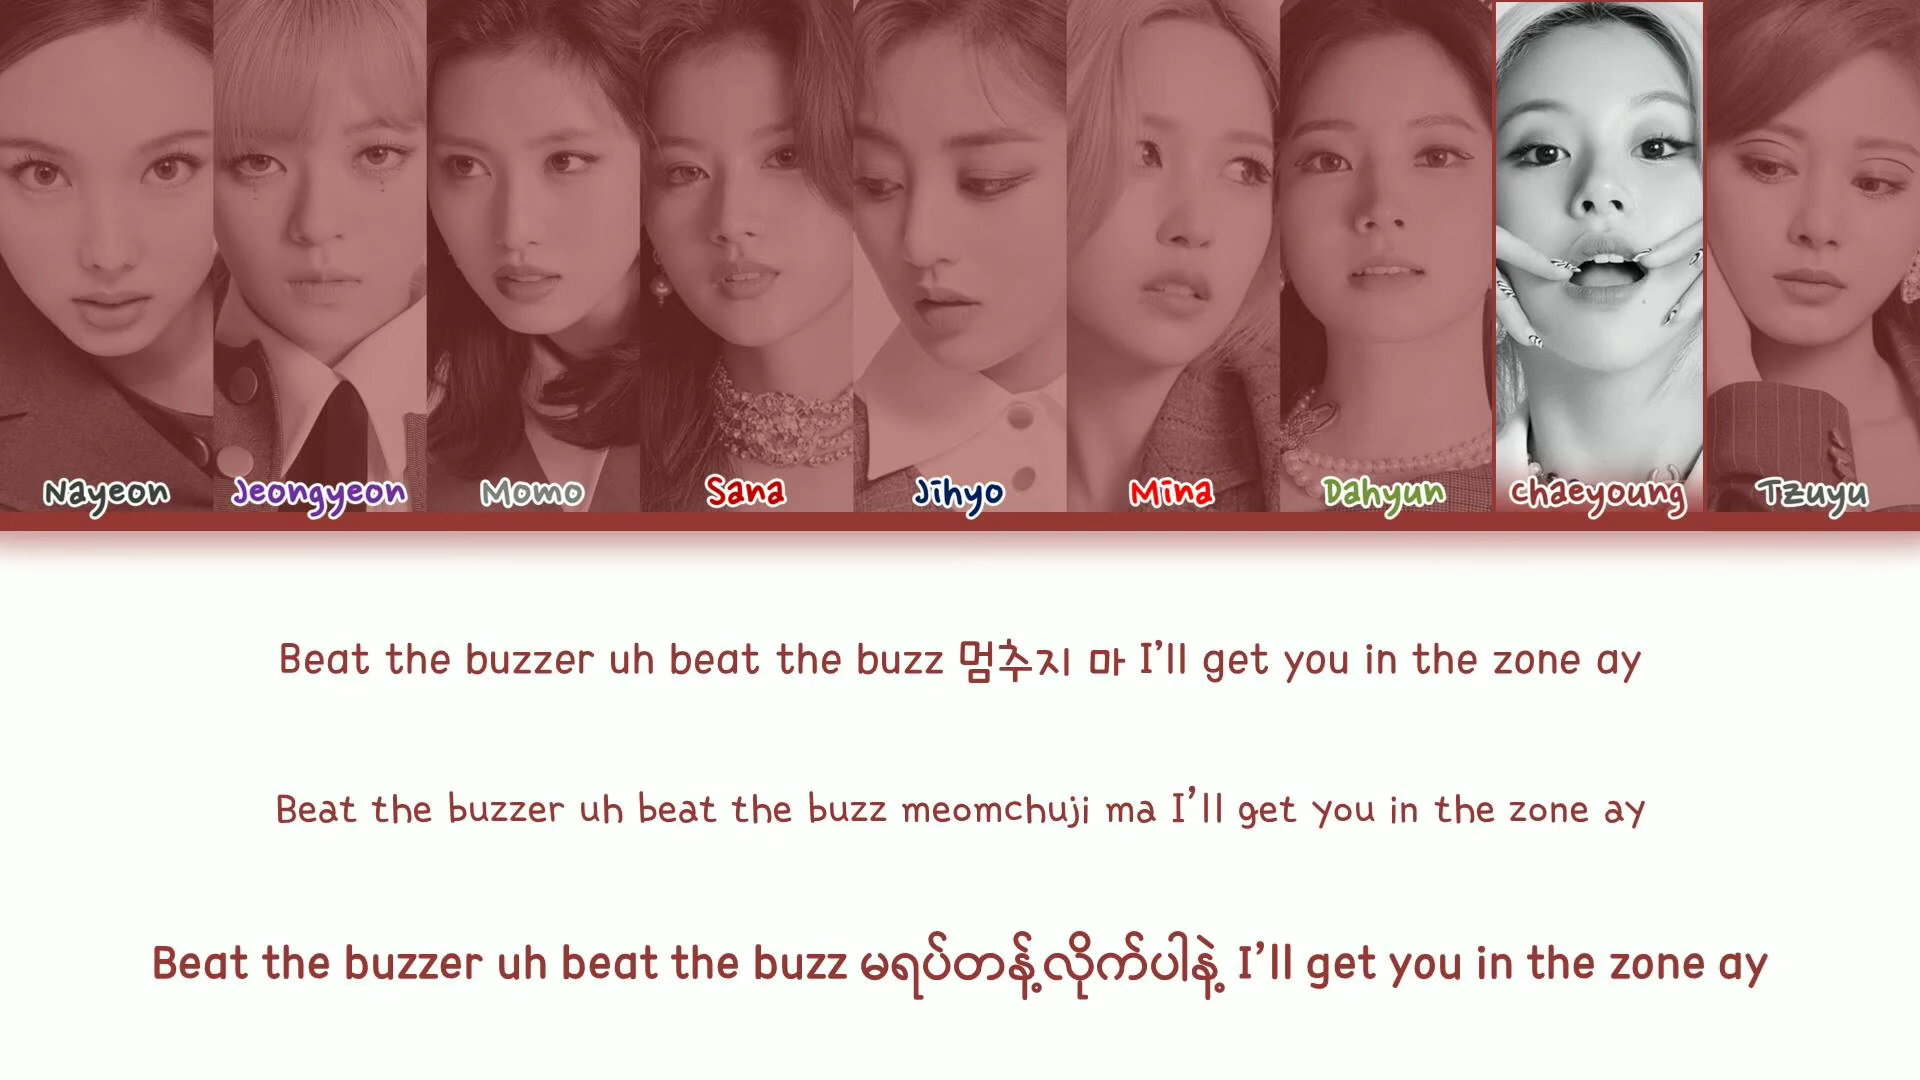 Nayeon Jeongyeon Momo Sana Jihyo Mina Dahyun chaeyoung Tzuyu
Beat the buzzer uh beat the buzz 멈추지 마 I'll get you in the zone ay
Beat the buzzer uh beat the buzz meomchuji ma I'll get you in the zone ay
Beat the buzzer uh beat the buzz မရပ်တန့်လိုက်ပါနဲ့ I'll get you in the zone ay